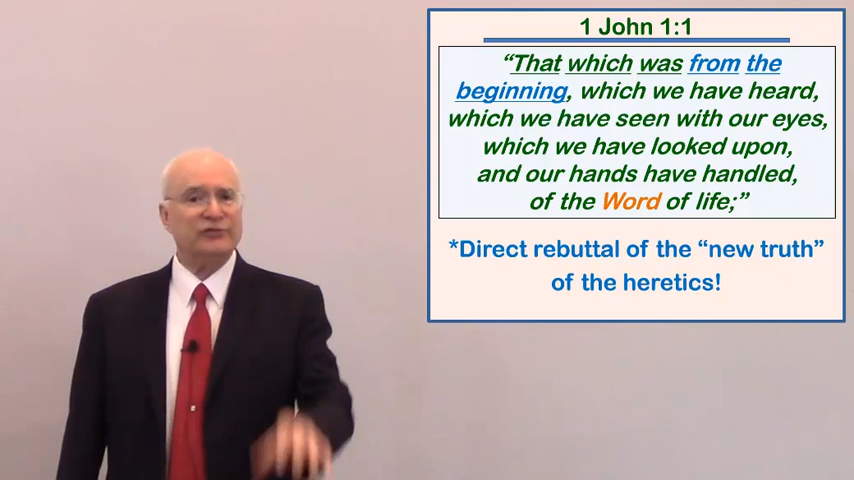 1 John 1:1
“That which was from the
beginning, which we have heard,
which we have seen with our eyes,
which we have looked upon,
and our hands have handled,
of the Word of life;”
*Direct rebuttal of the “new truth”
of the heretics!